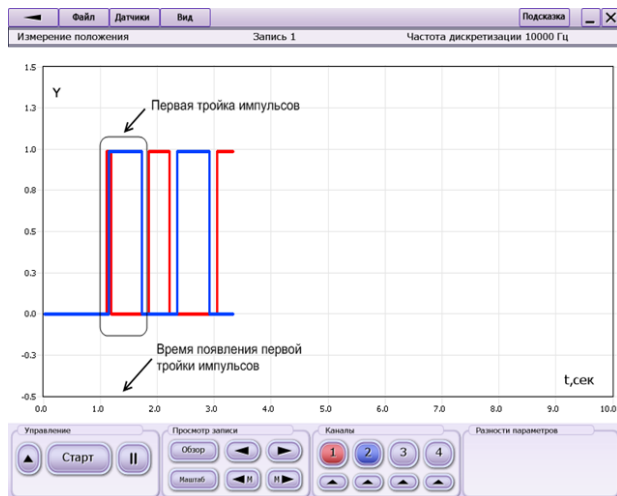 Файл Датчики Вид Подсказка
Измерение положения Запись 1 Частота дискретизации 10000 Гц
1.5
Y
1.3
Первая тройка импульсов
1.0
0.8
0.5
0.3
0.0
-0.3
Время появления первой
тройки импульсов
t,сек
-0.5
0.0 1.0 2.0 3.0 4.0 5.0 6.0 7.0 8.0 9.0 10.0
Управление Просмотр записи Каналы Разности параметров
Старт Обзор 1 2 3 4
Масштаб М М